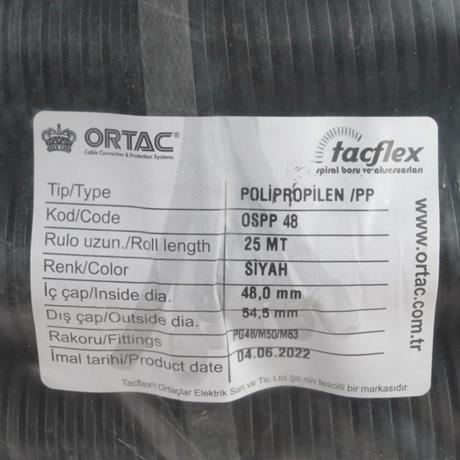 ORTAC®
Cable Connection & Protection Systems
tacflex
spiral boru ve aksesuarları
Tip/Type POLİPROPİLEN /PP
Kod/Code OSPP 48
Rulo uzun./Roll length 25 MT
Renk/Color SİYAH
İç çap/Inside dia. 48,0 mm
Dış çap/Outside dia. 54,5 mm
Rakoru/Fittings PG48/M50/M63
İmal tarihi/Product date 04.06.2022
Tacflex® Ortaçlar Elektrik San.ve Tic.Ltd.Şti.nin tescilli bir markasıdır.
www.ortac.com.tr